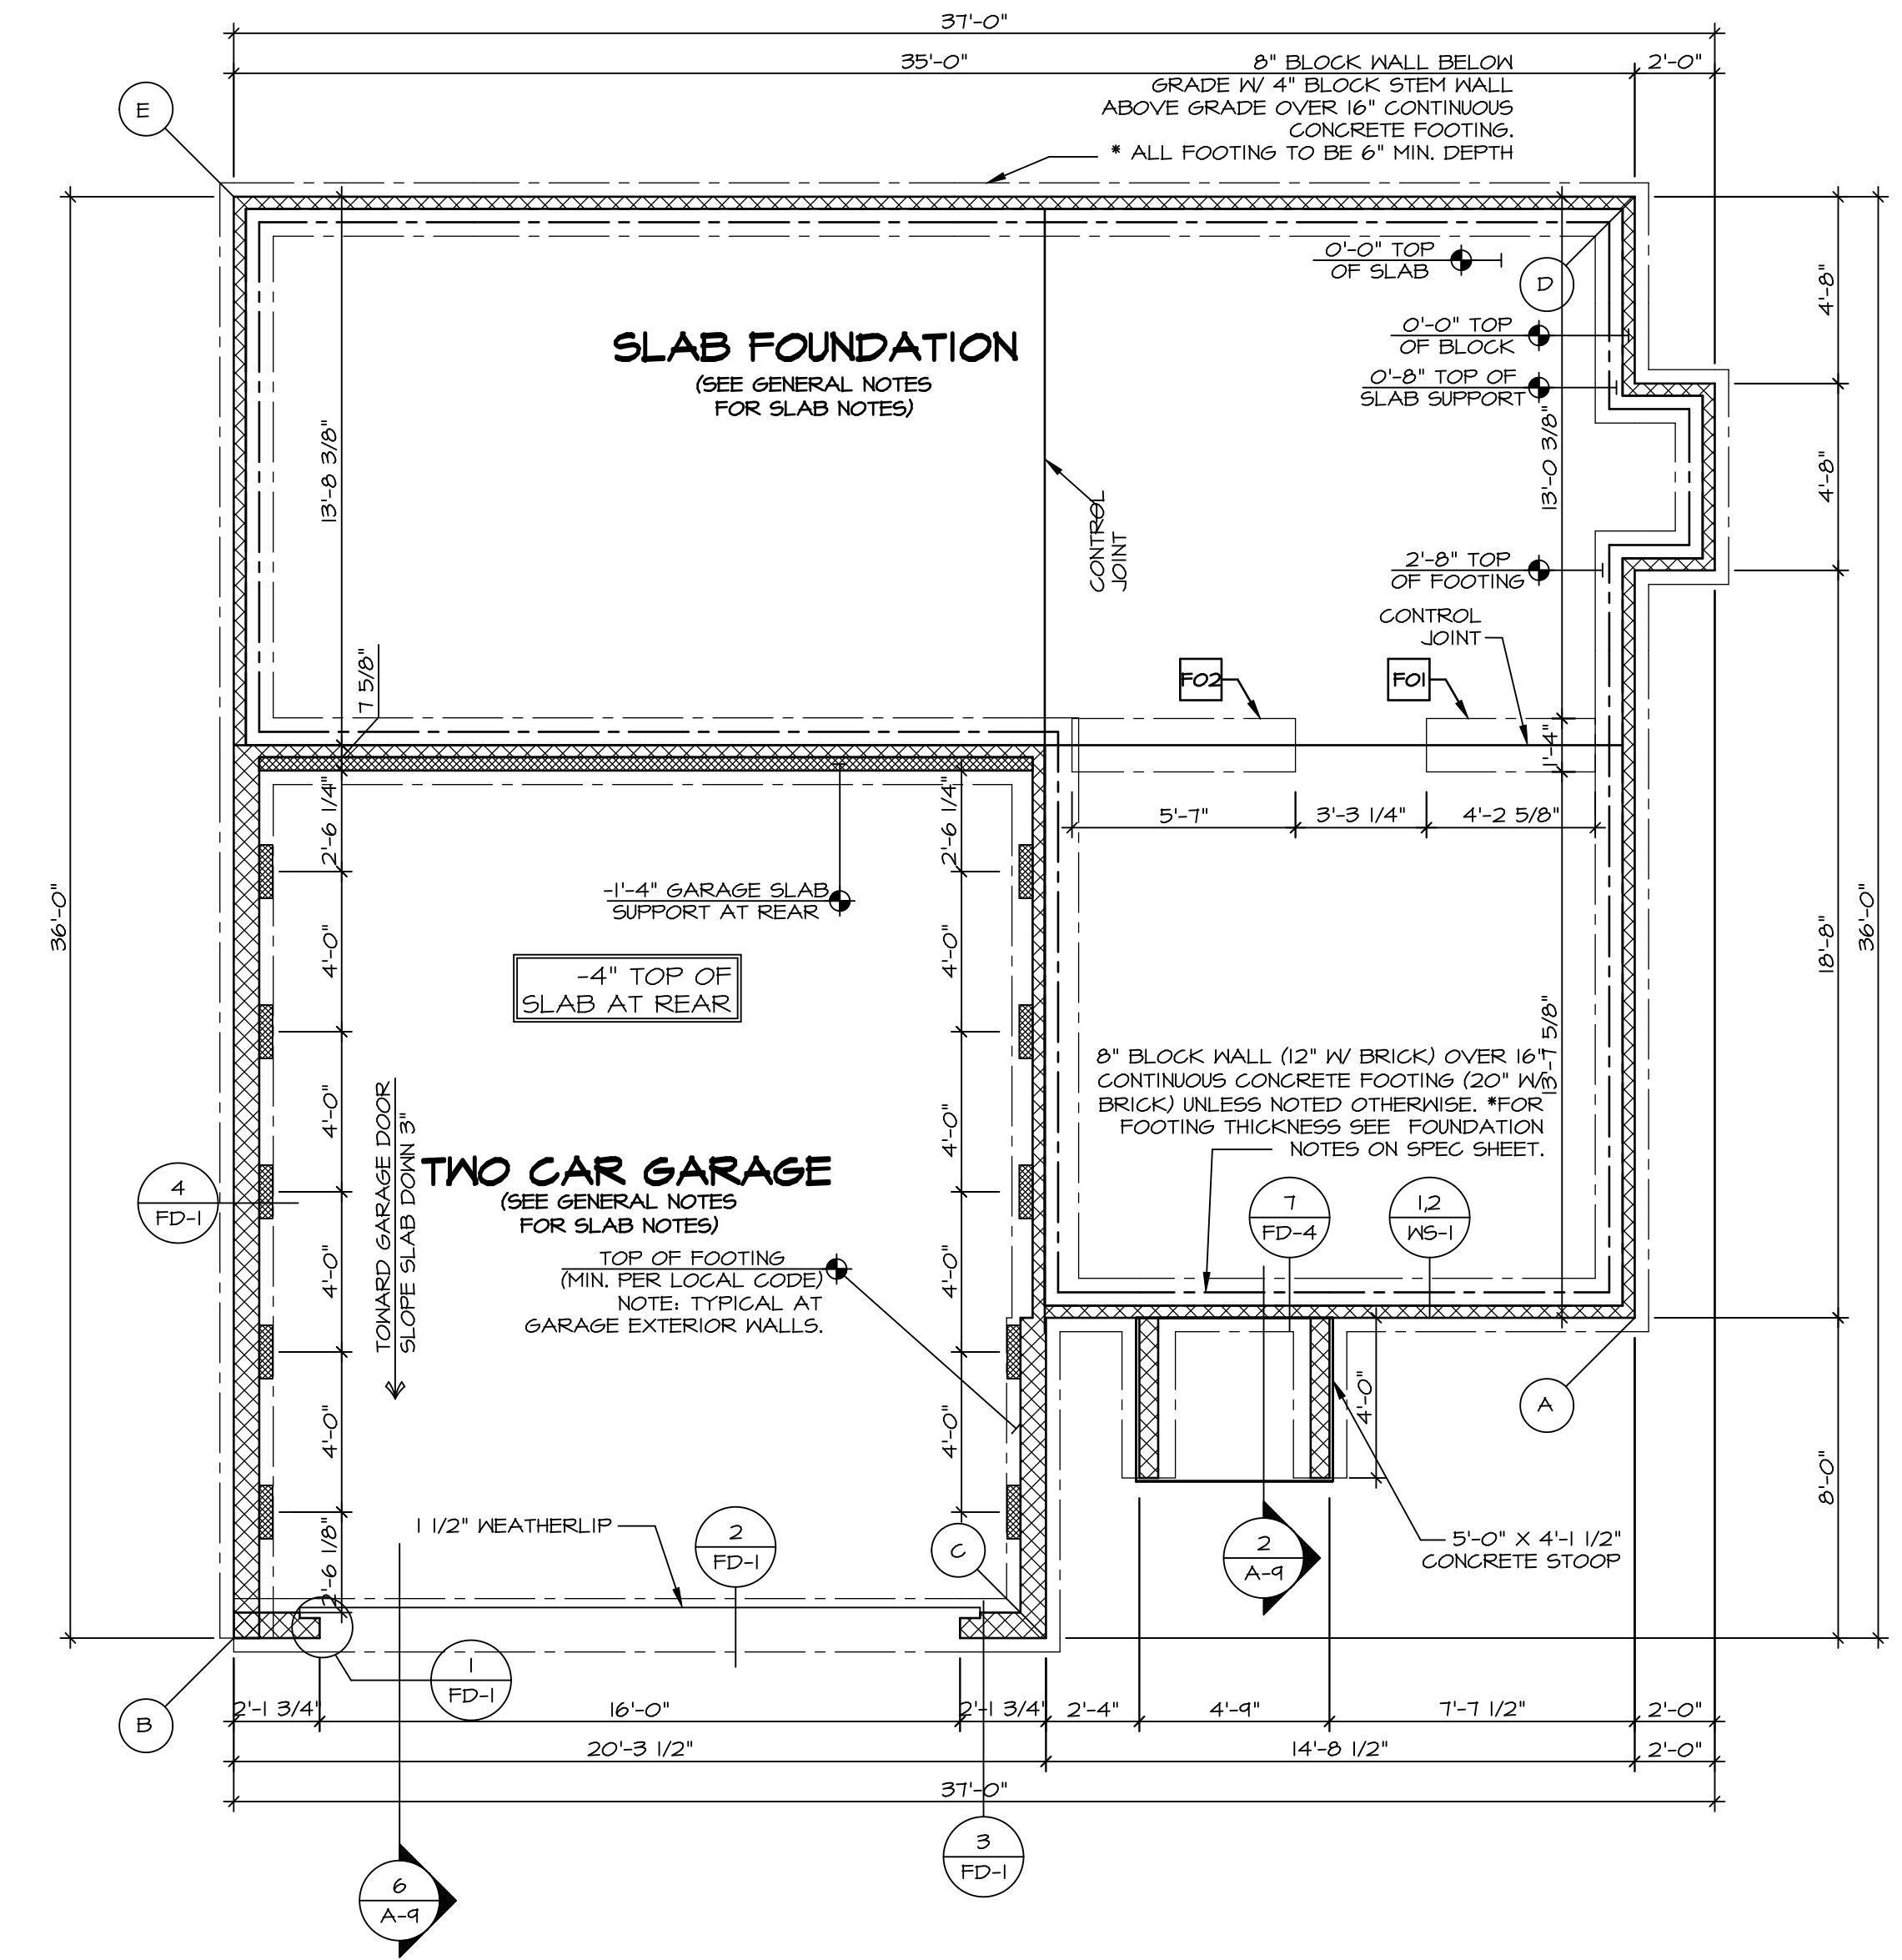 37'-0"
35'-0"
2'-0"
8" BLOCK WALL BELOW
GRADE W/ 4" BLOCK STEM WALL
ABOVE GRADE OVER 16" CONTINUOUS
CONCRETE FOOTING.
* ALL FOOTING TO BE 6" MIN. DEPTH
E
0'-0" TOP
OF SLAB
D
0'-0" TOP
OF BLOCK
0'-8" TOP OF
SLAB SUPPORT
4'-8"
4'-8"
SLAB FOUNDATION
(SEE GENERAL NOTES
FOR SLAB NOTES)
13'-8 3/8"
13'-0 3/8"
CONTROL
JOINT
2'-8" TOP
OF FOOTING
CONTROL
JOINT
7 5/8"
F02
F01
1'-4"
5'-7"
3'-3 1/4"
4'-2 5/8"
2'-6 1/4"
2'-6 1/4"
-1'-4" GARAGE SLAB
SUPPORT AT REAR
36'-0"
4'-0"
4'-0"
18'-8"
36'-0"
-4" TOP OF
SLAB AT REAR
13'-7 5/8"
8" BLOCK WALL (12" W/ BRICK) OVER 16"
CONTINUOUS CONCRETE FOOTING (20" W/
BRICK) UNLESS NOTED OTHERWISE. *FOR
FOOTING THICKNESS SEE FOUNDATION
NOTES ON SPEC SHEET.
4'-0"
4'-0"
TOWARD GARAGE DOOR
SLOPE SLAB DOWN 3"
TWO CAR GARAGE
(SEE GENERAL NOTES
FOR SLAB NOTES)
4
FD-1
7
FD-4
1,2
WS-1
TOP OF FOOTING
(MIN. PER LOCAL CODE)
NOTE: TYPICAL AT
GARAGE EXTERIOR WALLS.
4'-0"
4'-0"
4'-0"
4'-0"
4'-0"
A
8'-0"
1 1/2" WEATHERLIP
2
FD-1
C
2
A-9
5'-0" X 4'-1 1/2"
CONCRETE STOOP
2'-6 1/8"
1
FD-1
B
2'-1 3/4"
16'-0"
2'-1 3/4"
2'-4"
4'-9"
7'-7 1/2"
2'-0"
20'-3 1/2"
14'-8 1/2"
2'-0"
37'-0"
3
FD-1
6
A-9